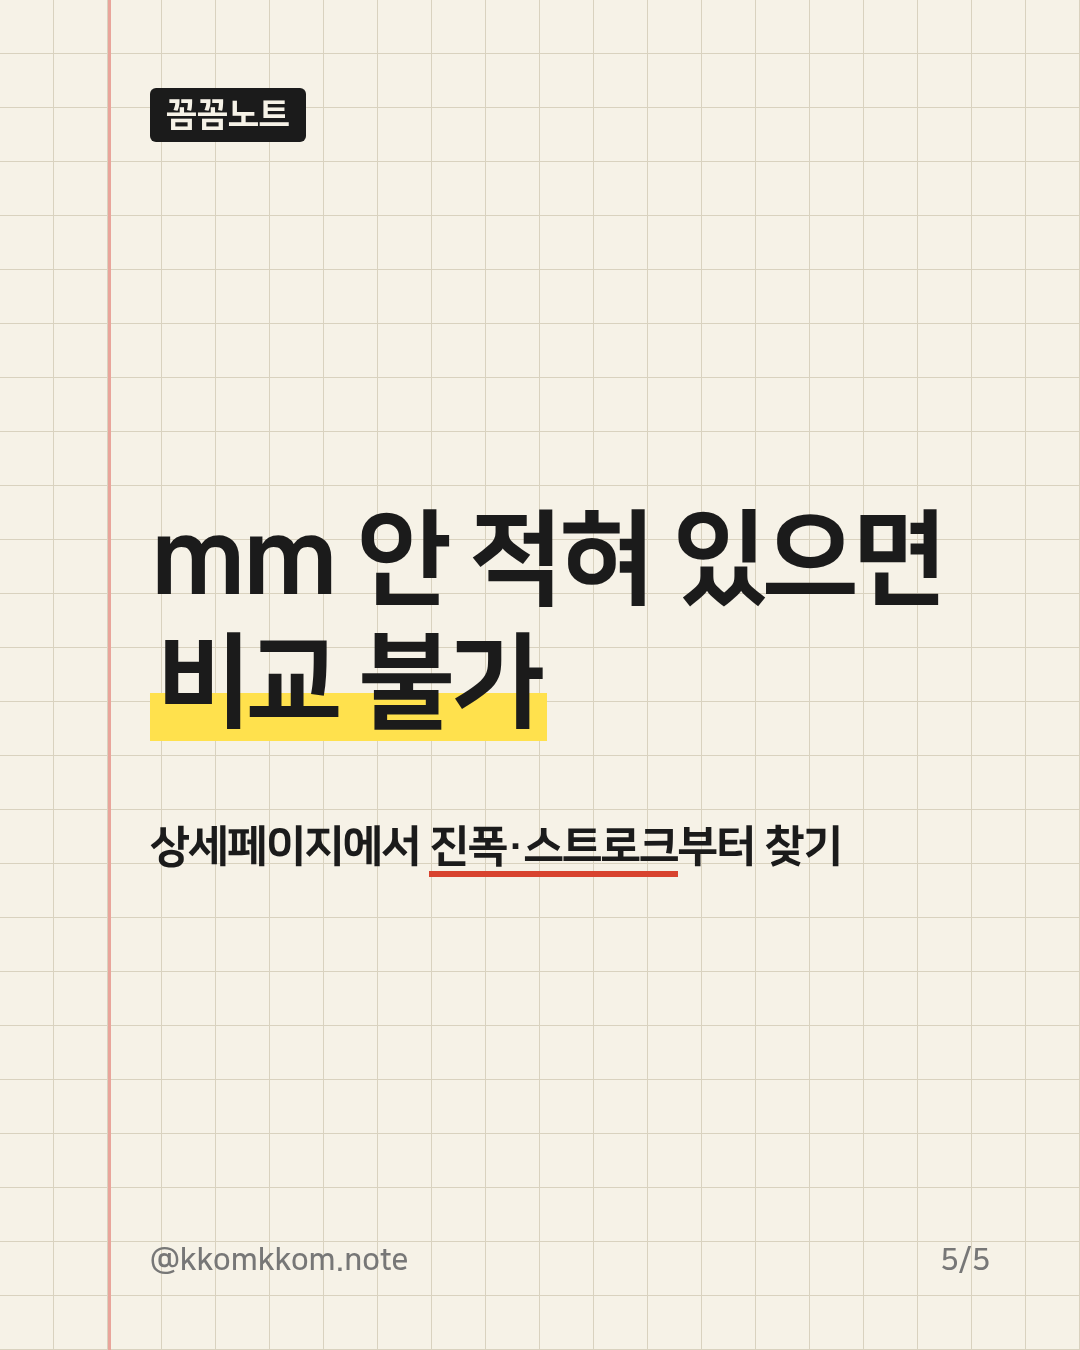 꼼꼼노트
mm 안 적혀 있으면
비교 불가
상세페이지에서 진폭·스트로크부터 찾기
@kkomkkom.note
5/5